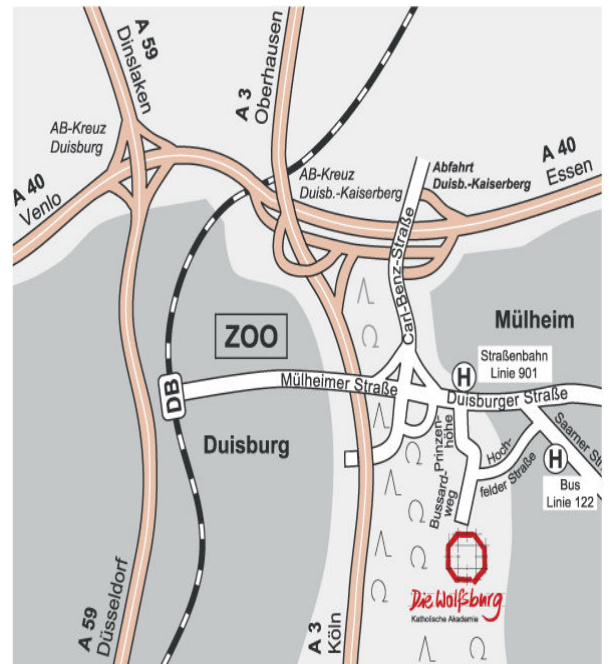 A 59
Dinslaken
A 3
Oberhausen
AB-Kreuz
Duisburg
AB-Kreuz
Duisb.-Kaiserberg
Abfahrt
Duisb.-Kaiserberg
A 40
Essen
A 40
Venlo
Carl-Benz-Straße
ZOO
Mülheim
H
Straßenbahn
Linie 901
DB
Mülheimer Straße
Duisburger Straße
Duisburg
Prinzen-
höhe
Bussard-
weg
Hoch-
felder Straße
Saarner Str
H
Bus
Linie 122
Die Wolfsburg
Katholische Akademie
A 59
Düsseldorf
A 3
Köln